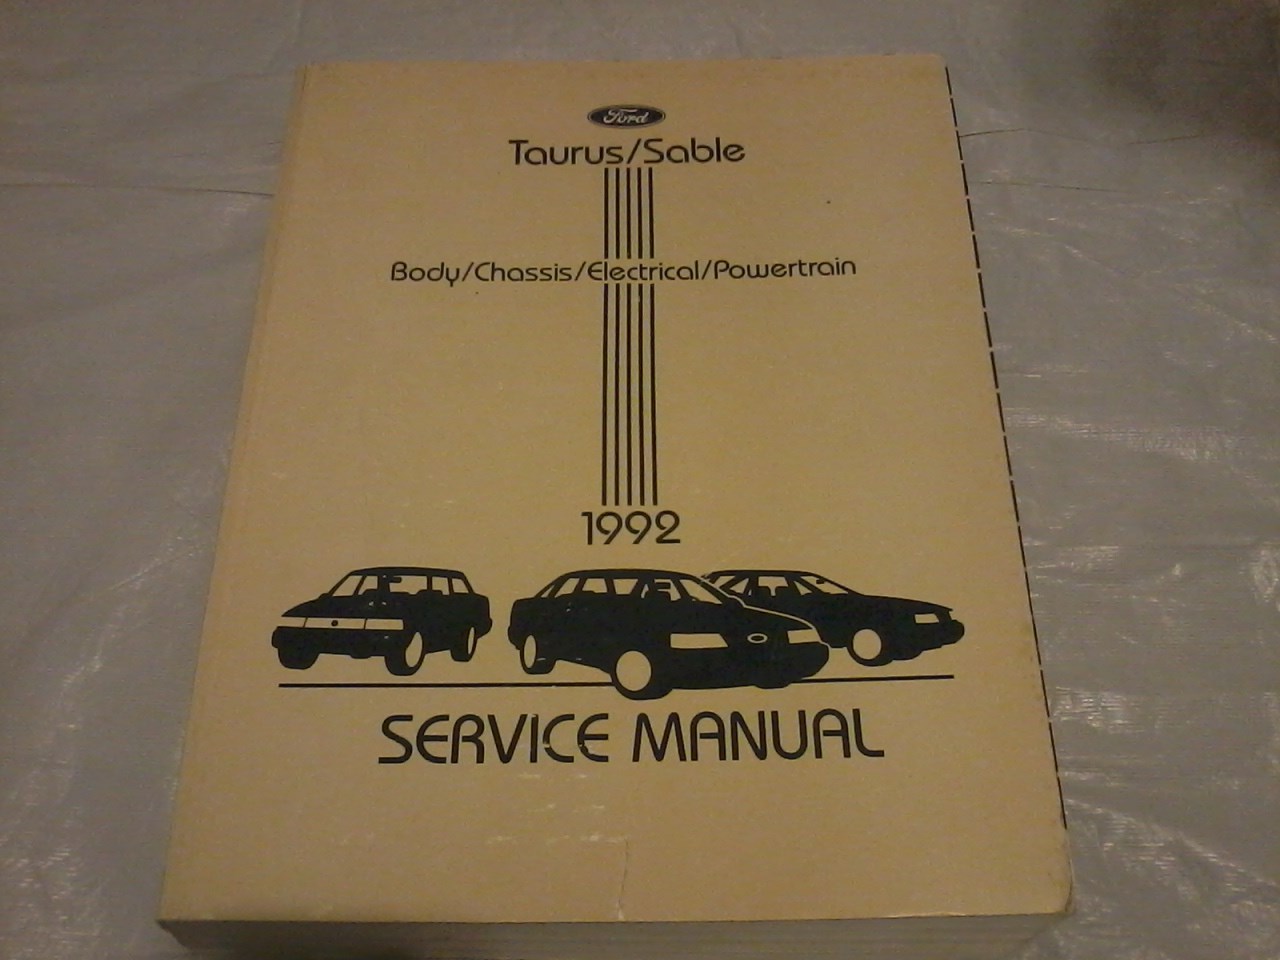 Ford
Taurus/Sable
Body/Chassis/Electrical/Powertrain
1992
SERVICE MANUAL